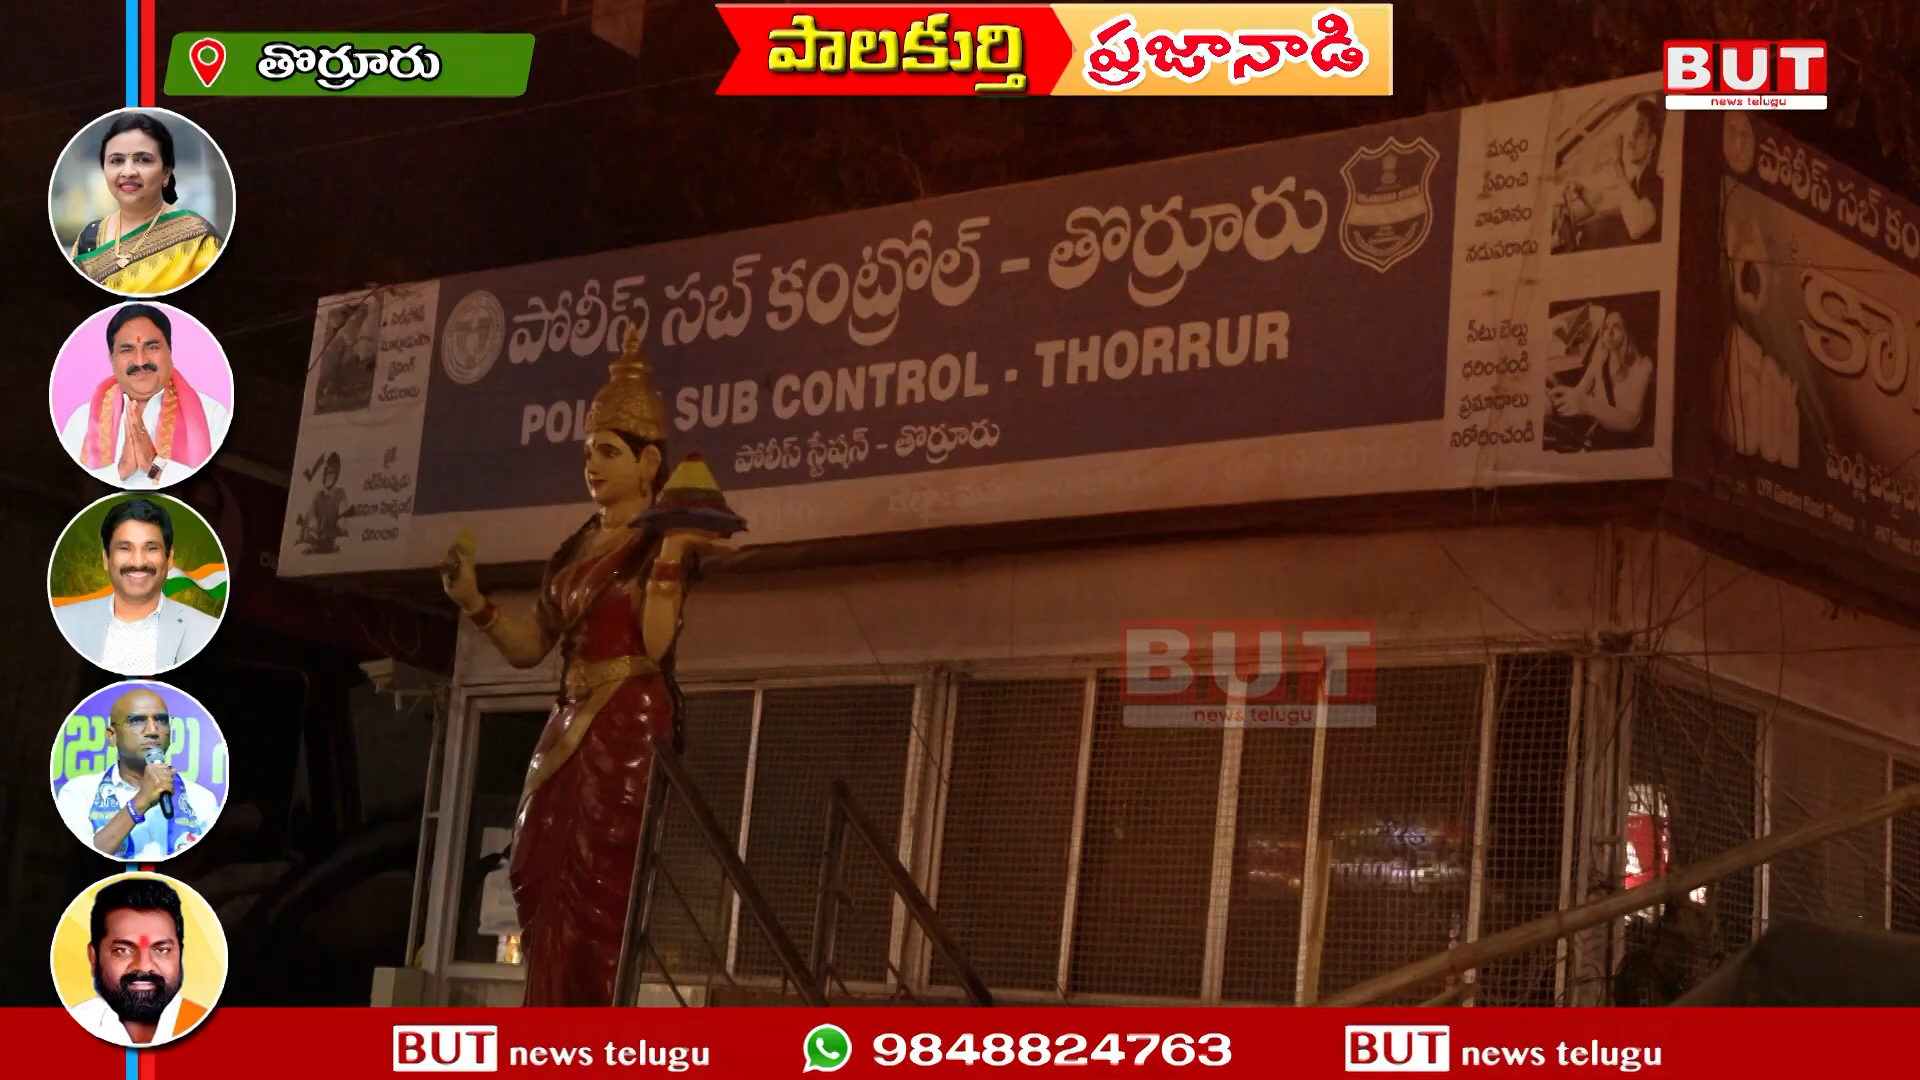 తొర్రూరు
పాలకుర్తి ప్రజానాడి
BUT
news telugu
పోలీస్ సబ్ కంట్రోల్ - తొర్రూరు
SUB CONTROL - THORRUR
పోలీస్ స్టేషన్ - తొర్రూరు
మద్యం
సేవించి
వాహనం
నడుపరాదు
సీటు బెల్టు
ధరించండి
ప్రమాదాలు
నిరోధించండి
పోలీస్ సబ్ కం
కా
BUT
news telugu
BUT news telugu 9848824763 BUT news telugu